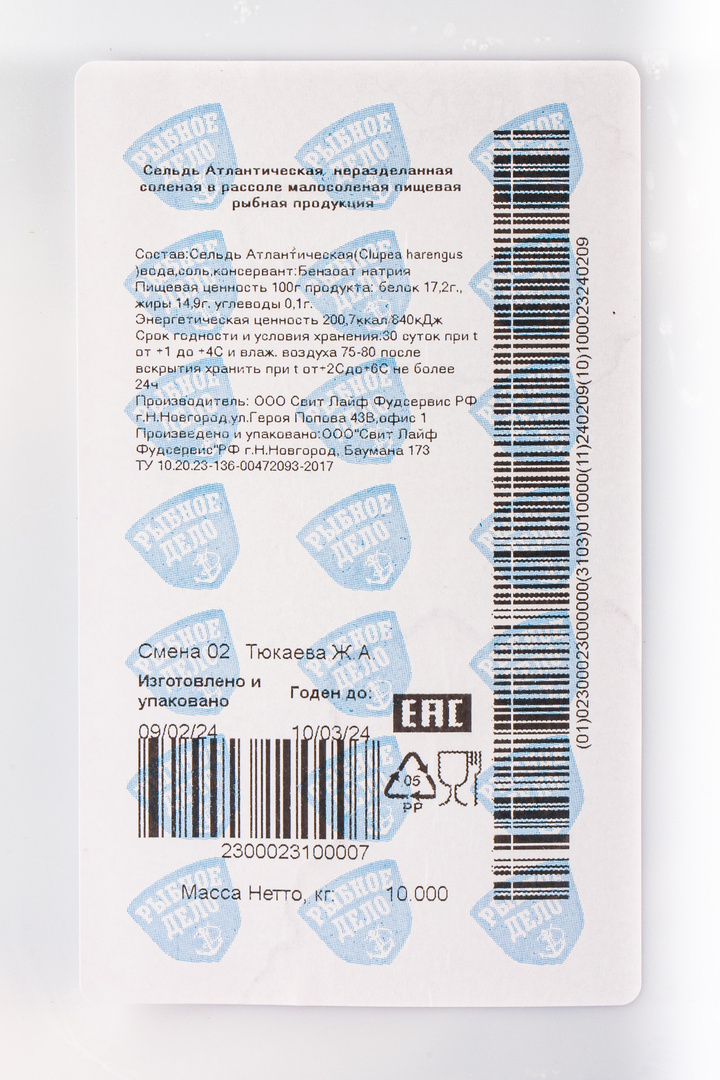 РЫБНОЕ ДЕЛО
Сельдь Атлантическая, неразделанная
соленая в рассоле малосоленая пищевая
рыбная продукция
Состав:Сельдь Атлантическая(Clupea harengus
)вода,соль,консервант:Бензоат натрия
Пищевая ценность 100г продукта: белок 17,2г.,
жиры 14,9г. углеводы 0,1г.
Энергетическая ценность 200,7ккал/840кДж
Срок годности и условия хранения:30 суток при t
от +1 до +4С и влаж. воздуха 75-80 после
вскрытия хранить при t от+2Сдо+6С не более
24ч
Производитель: ООО Свит Лайф Фудсервис РФ
г.Н.Новгород,ул.Героя Попова 43В,офис 1
Произведено и упаковано:ООО"Свит Лайф
Фудсервис"РФ г.Н.Новгород, Баумана 173
ТУ 10.20.23-136-00472093-2017
Смена 02 Тюкаева Ж.А.
Изготовлено и
упаковано
Годен до:
EAC
09/02/24 10/03/24
05
PP
2300023100007
Масса Нетто, кг: 10.000
(01)02300023000000(3103)010000(11)240209(10)100023240209